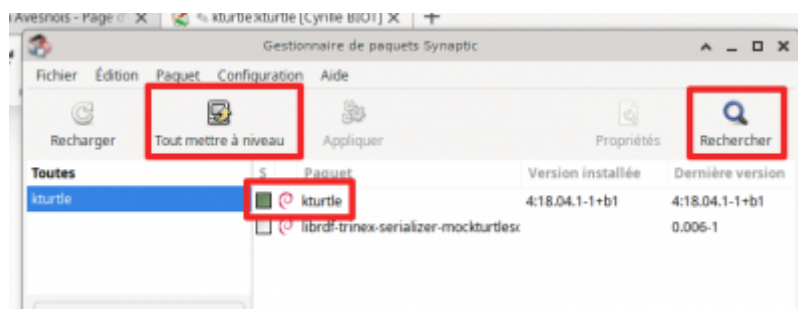 Avesnois - Page d X kturtle:kturtle [Cyrille BIOT] X +
Gestionnaire de paquets Synaptic
Fichier Édition Paquet Configuration Aide
Recharger Tout mettre à niveau Appliquer Propriétés Rechercher
Toutes S Paquet Version installée Dernière version
kturtle kturtle 4:18.04.1-1+b1 4:18.04.1-1+b1
librdf-trinex-serializer-mockturtleso 0.006-1